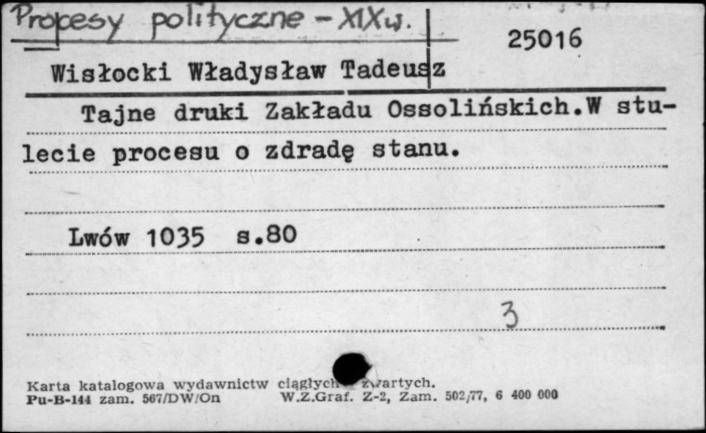 Procesy polityczne - XIXw.
25016
Wisłocki Władysław Tadeusz
Tajne druki Zakładu Ossolińskich.W stu-
lecie procesu o zdradę stanu.
Lwów 1035 s.80
3
Karta katalogowa wydawnictw ciągłych zwartych.
Pu-B-144 zam. 567/DW/On W.Z.Graf. Z-2, Zam. 502/77, 6 400 000